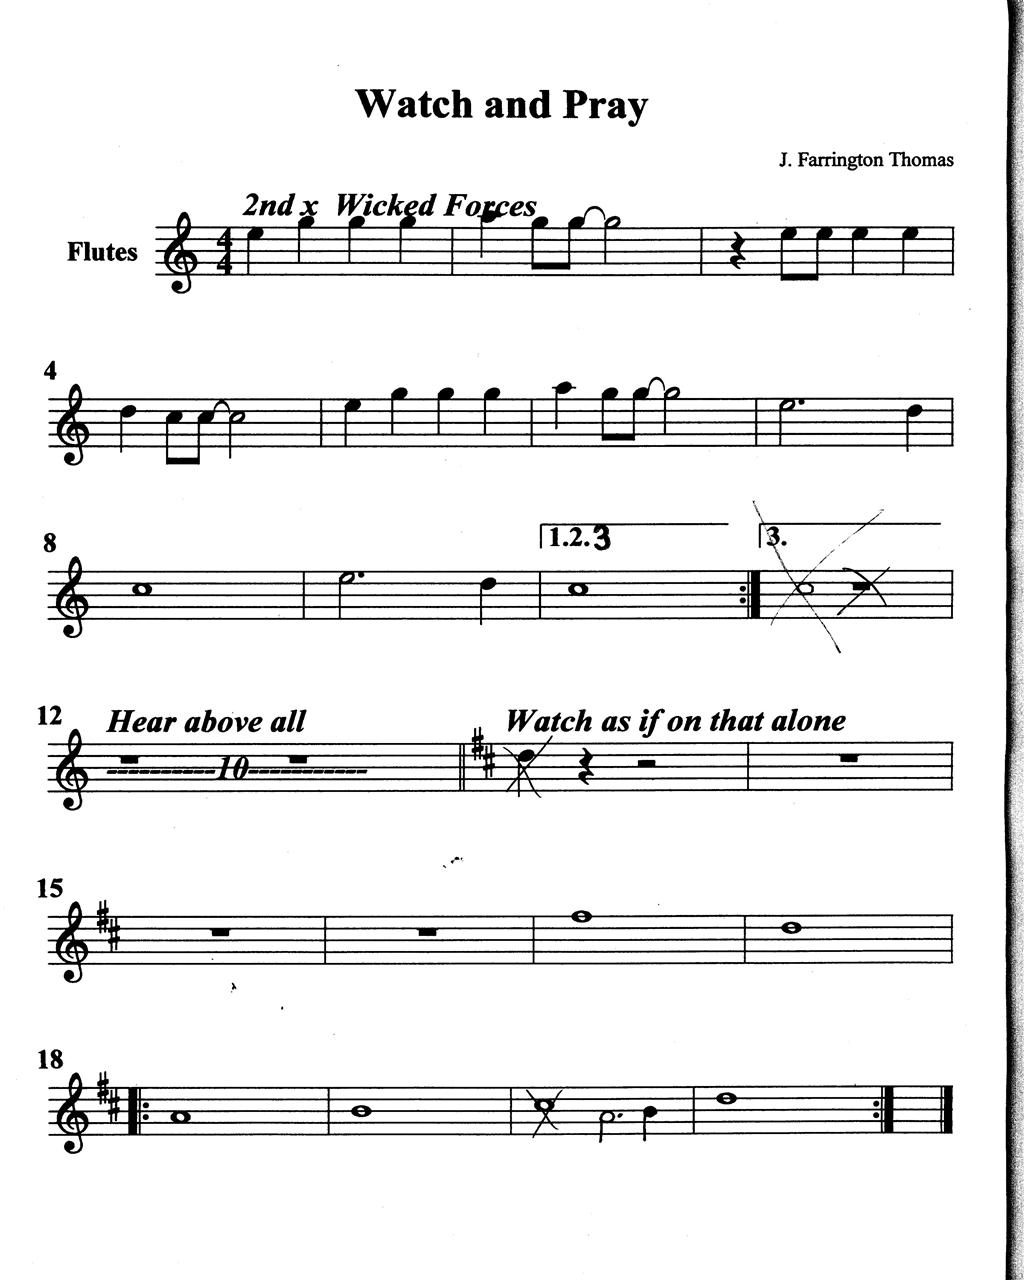 Watch and Pray
J. Farrington Thomas
2nd x Wicked Forces
Flutes
4
4
4
8
1.2. 3
3.
12
Hear above all
Watch as if on that alone
----------10------------
15
18